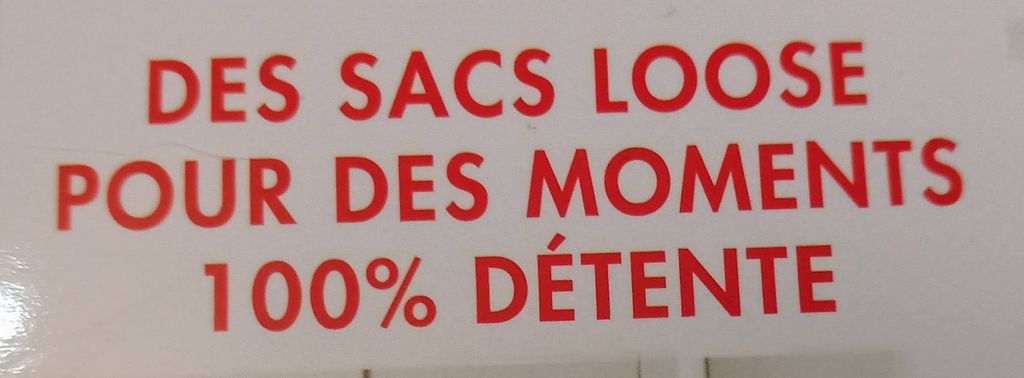 DES SACS LOOSE
POUR DES MOMENTS
100% DÉTENTE